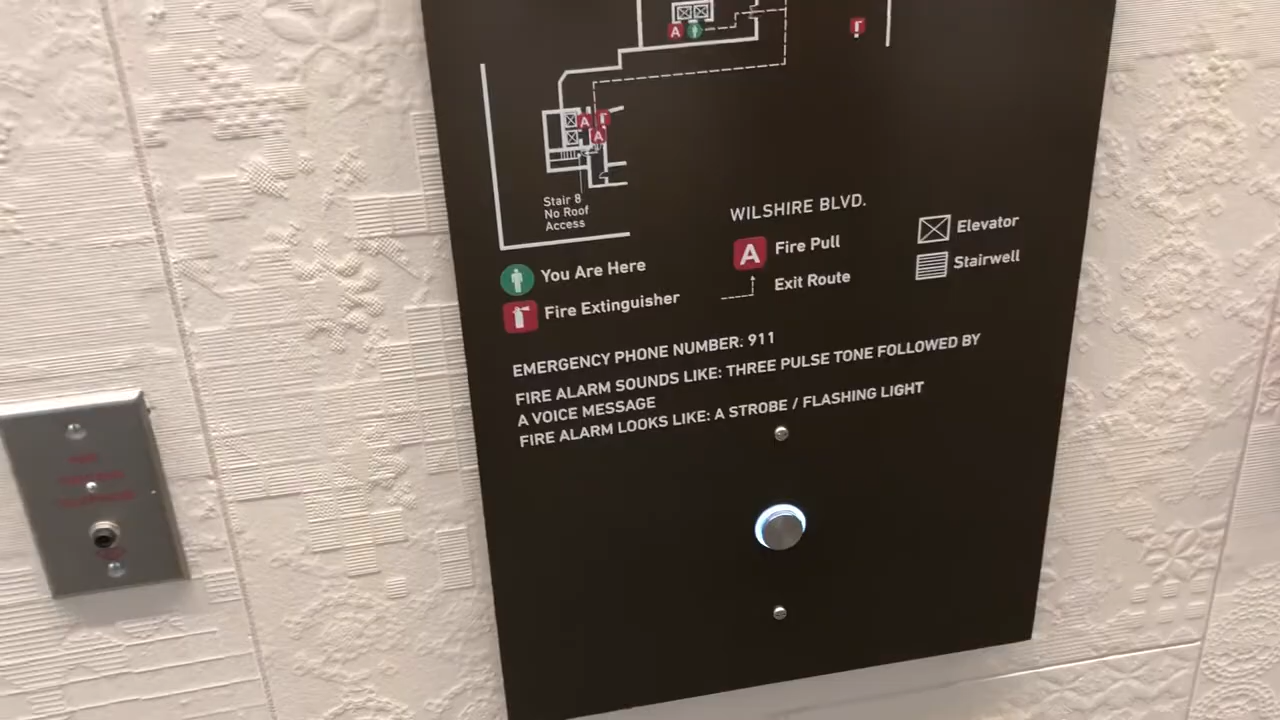 A
A
A
Stair 8
No Roof
Access
WILSHIRE BLVD.
You Are Here
Fire Extinguisher
A Fire Pull
Exit Route
Elevator
Stairwell
EMERGENCY PHONE NUMBER: 911
FIRE ALARM SOUNDS LIKE: THREE PULSE TONE FOLLOWED BY
A VOICE MESSAGE
FIRE ALARM LOOKS LIKE: A STROBE / FLASHING LIGHT